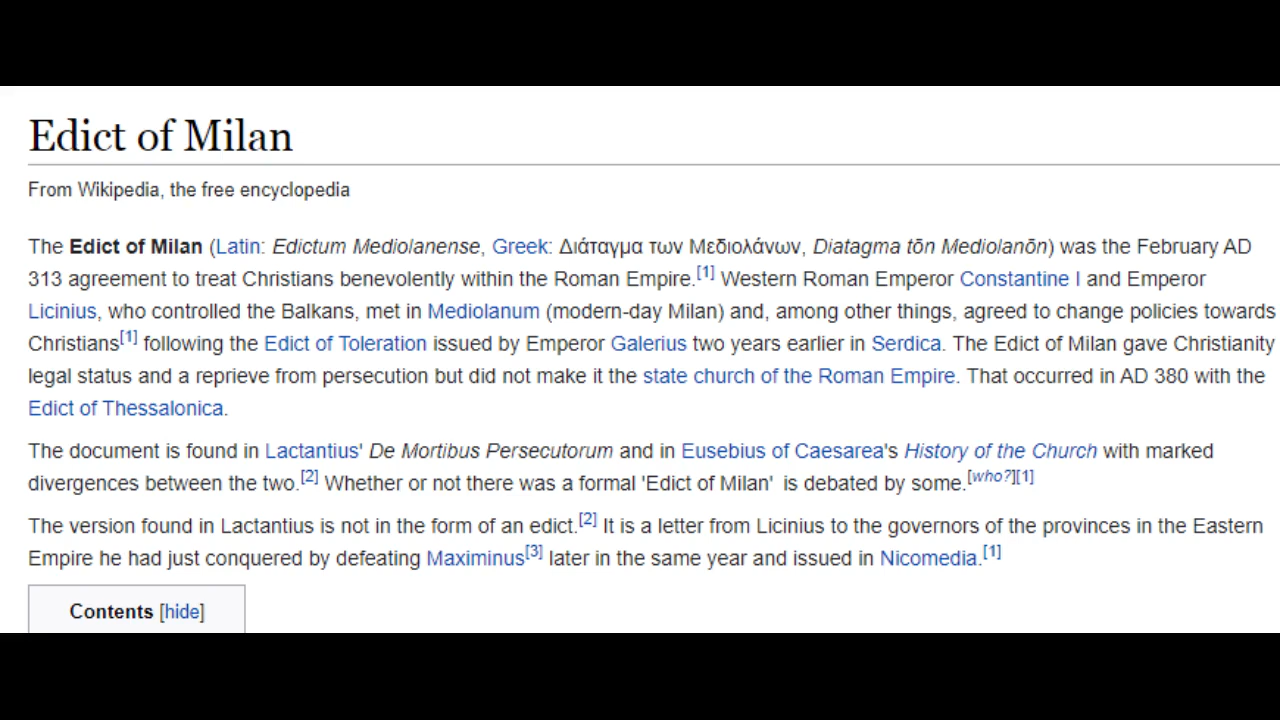 Edict of Milan
From Wikipedia, the free encyclopedia
The Edict of Milan (Latin: Edictum Mediolanense, Greek: Διάταγμα των Μεδιολάνων, Diatagma tōn Mediolanōn) was the February AD
313 agreement to treat Christians benevolently within the Roman Empire.[1] Western Roman Emperor Constantine I and Emperor
Licinius, who controlled the Balkans, met in Mediolanum (modern-day Milan) and, among other things, agreed to change policies towards
Christians[1] following the Edict of Toleration issued by Emperor Galerius two years earlier in Serdica. The Edict of Milan gave Christianity
legal status and a reprieve from persecution but did not make it the state church of the Roman Empire. That occurred in AD 380 with the
Edict of Thessalonica.
The document is found in Lactantius' De Mortibus Persecutorum and in Eusebius of Caesarea's History of the Church with marked
divergences between the two.[2] Whether or not there was a formal 'Edict of Milan' is debated by some.[who?][1]
The version found in Lactantius is not in the form of an edict.[2] It is a letter from Licinius to the governors of the provinces in the Eastern
Empire he had just conquered by defeating Maximinus[3] later in the same year and issued in Nicomedia.[1]
Contents [hide]